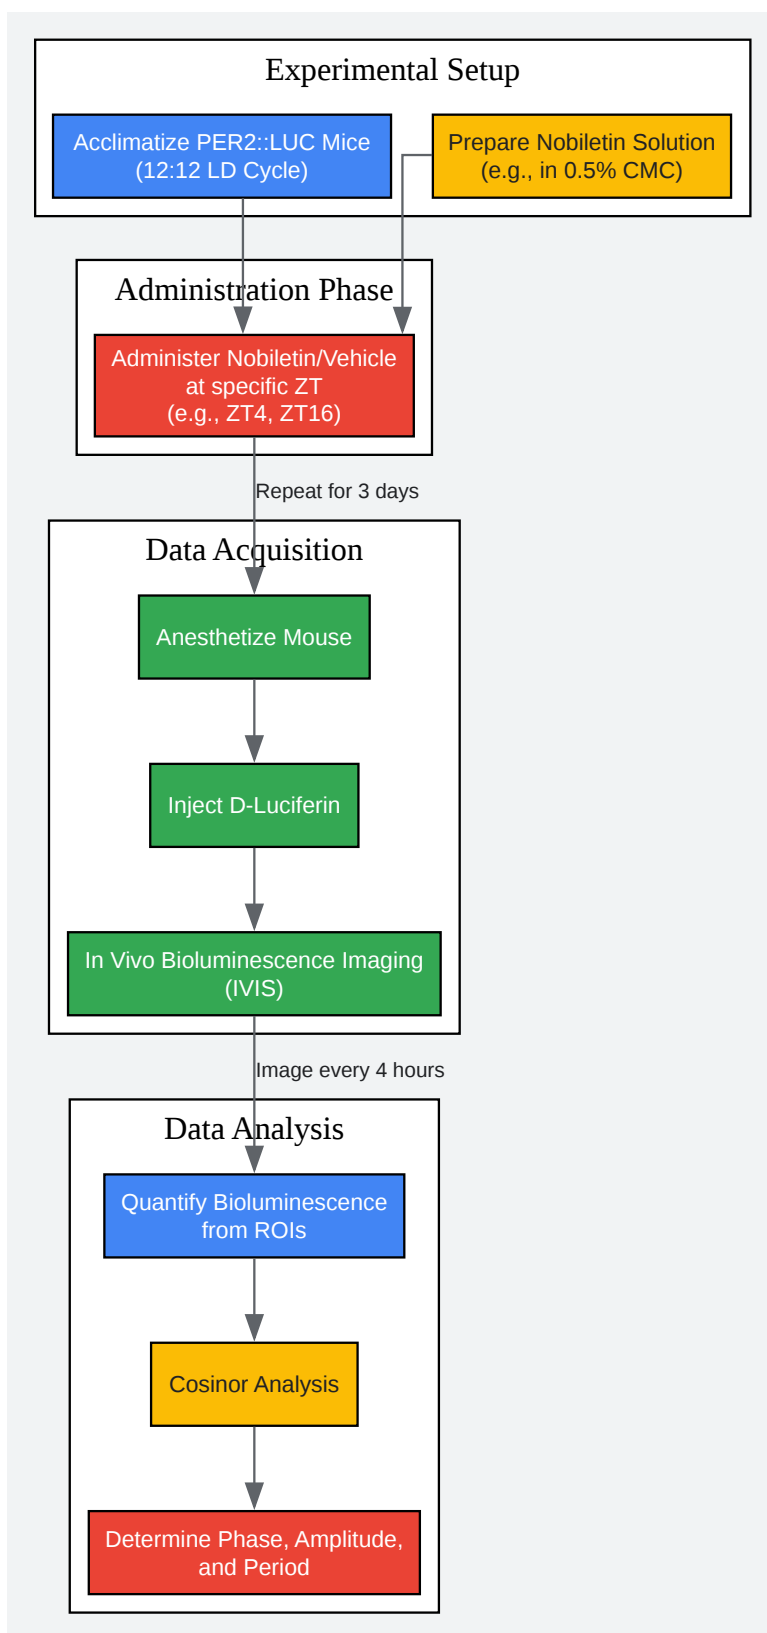 Experimental Setup
Acclimatize PER2::LUC Mice
(12:12 LD Cycle)
Prepare Nobiletin Solution
(e.g., in 0.5% CMC)
Administration Phase
Administer Nobiletin/Vehicle
at specific ZT
(e.g., ZT4, ZT16)
Repeat for 3 days
Data Acquisition
Anesthetize Mouse
Inject D-Luciferin
In Vivo Bioluminescence Imaging
(IVIS)
Image every 4 hours
Data Analysis
Quantify Bioluminescence
from ROIs
Cosinor Analysis
Determine Phase, Amplitude,
and Period